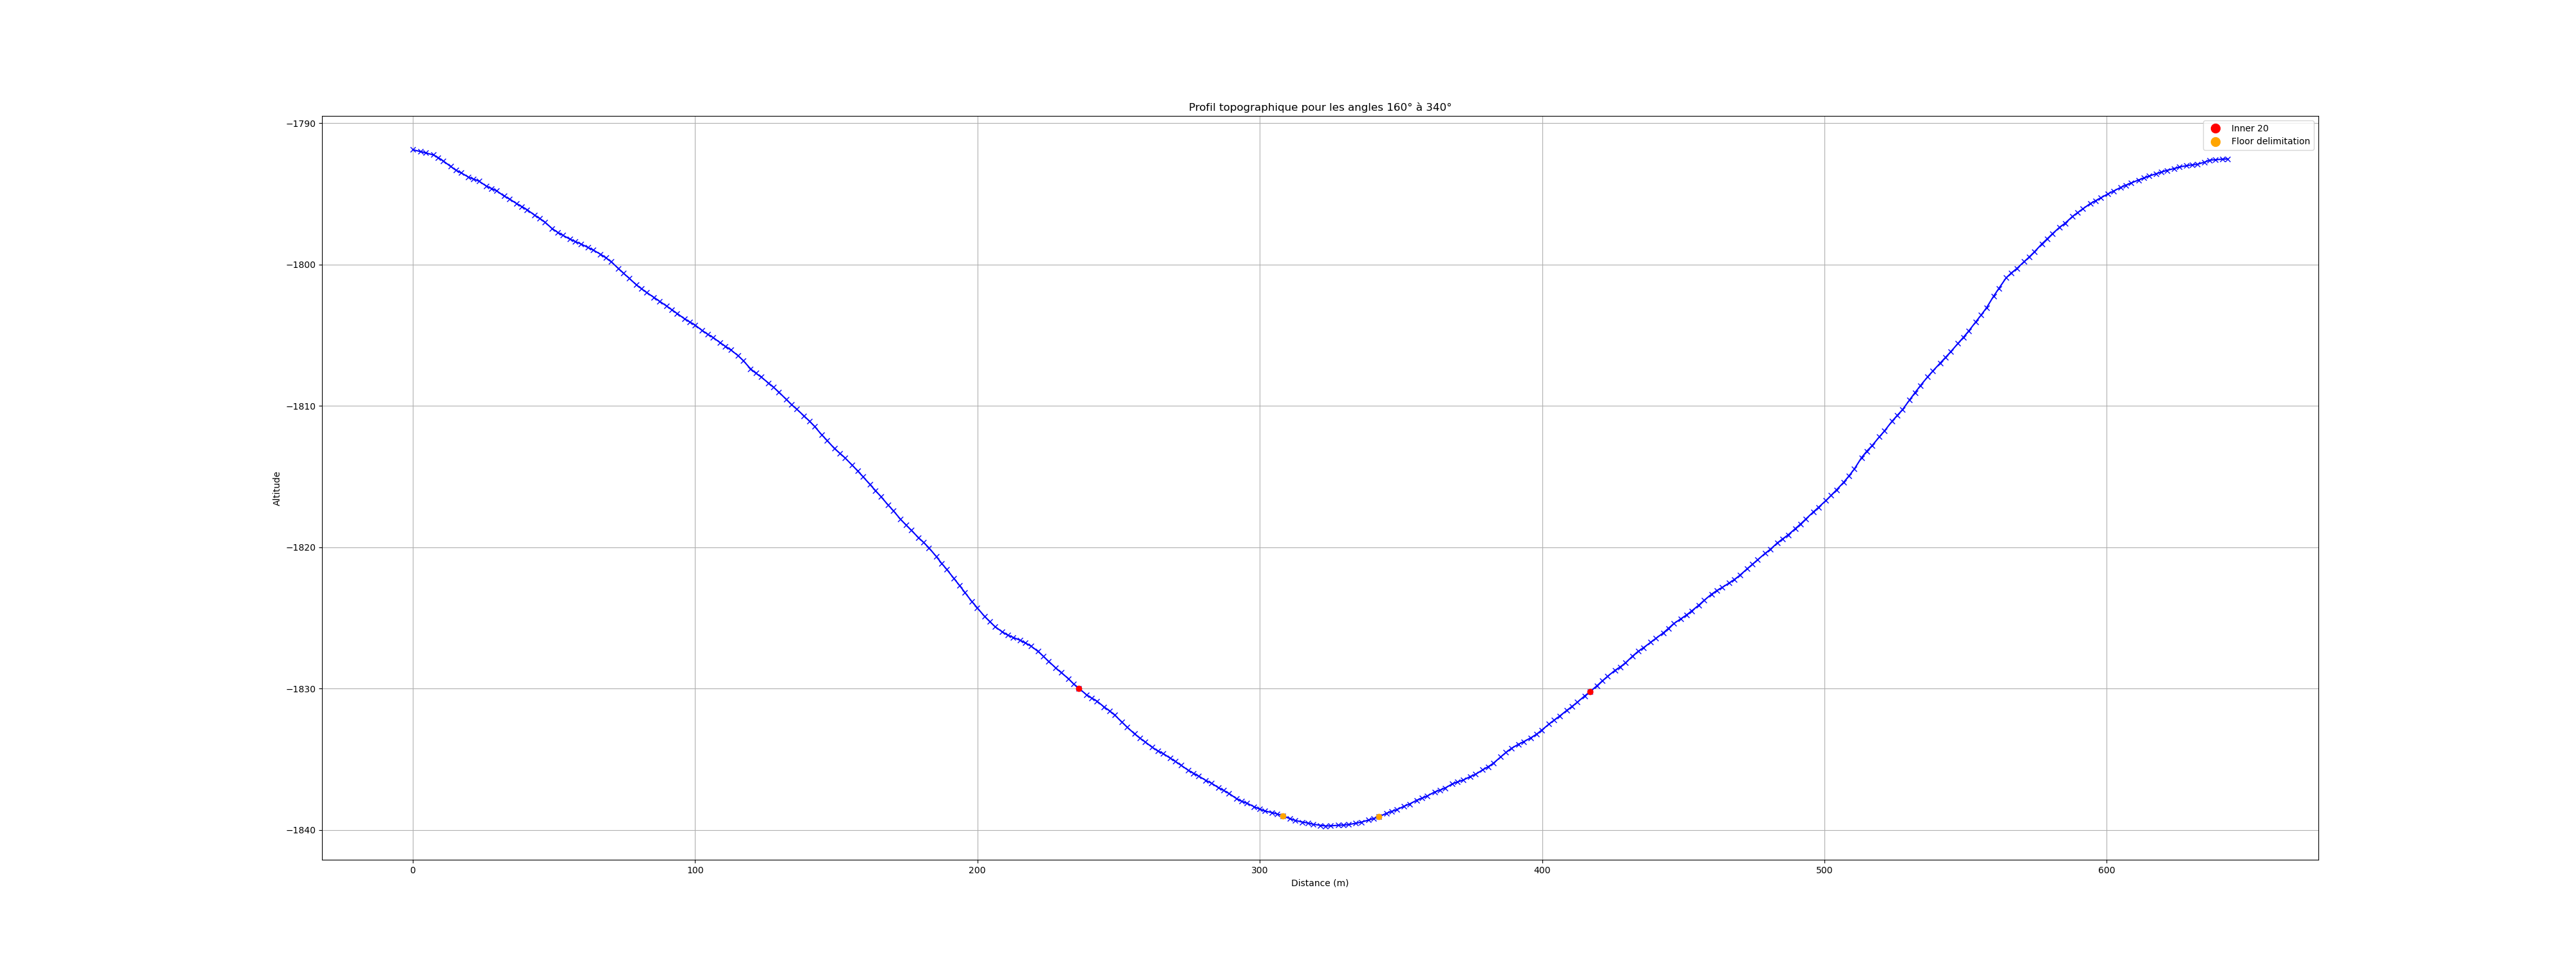 Profil topographique pour les angles 160° à 340°
Inner 20
Floor delimitation
Altitude
−1790
−1800
−1810
−1820
−1830
−1840
0 100 200 300 400 500 600
Distance (m)